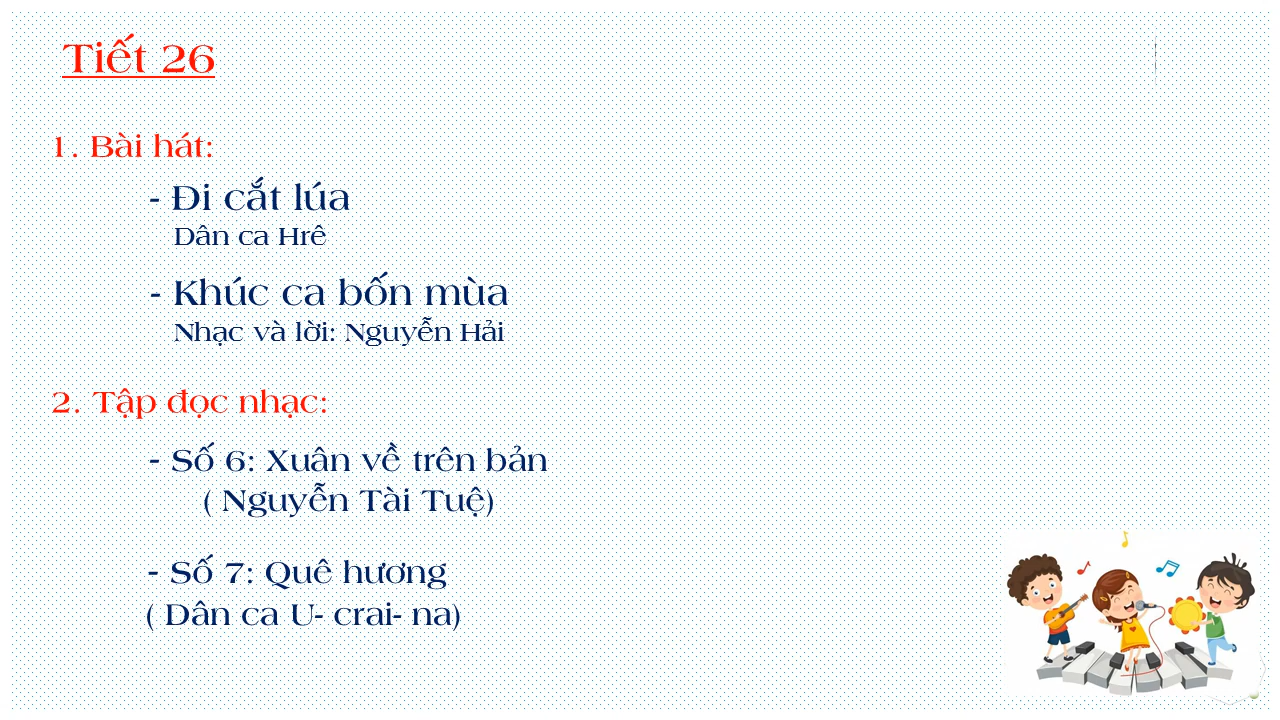 Tiết 26
1. Bài hát:
- Đi cắt lúa
Dân ca Hrê
- Khúc ca bốn mùa
Nhạc và lời: Nguyễn Hải
2. Tập đọc nhạc:
- Số 6: Xuân về trên bản
( Nguyễn Tài Tuệ)
- Số 7: Quê hương
( Dân ca U- crai- na)